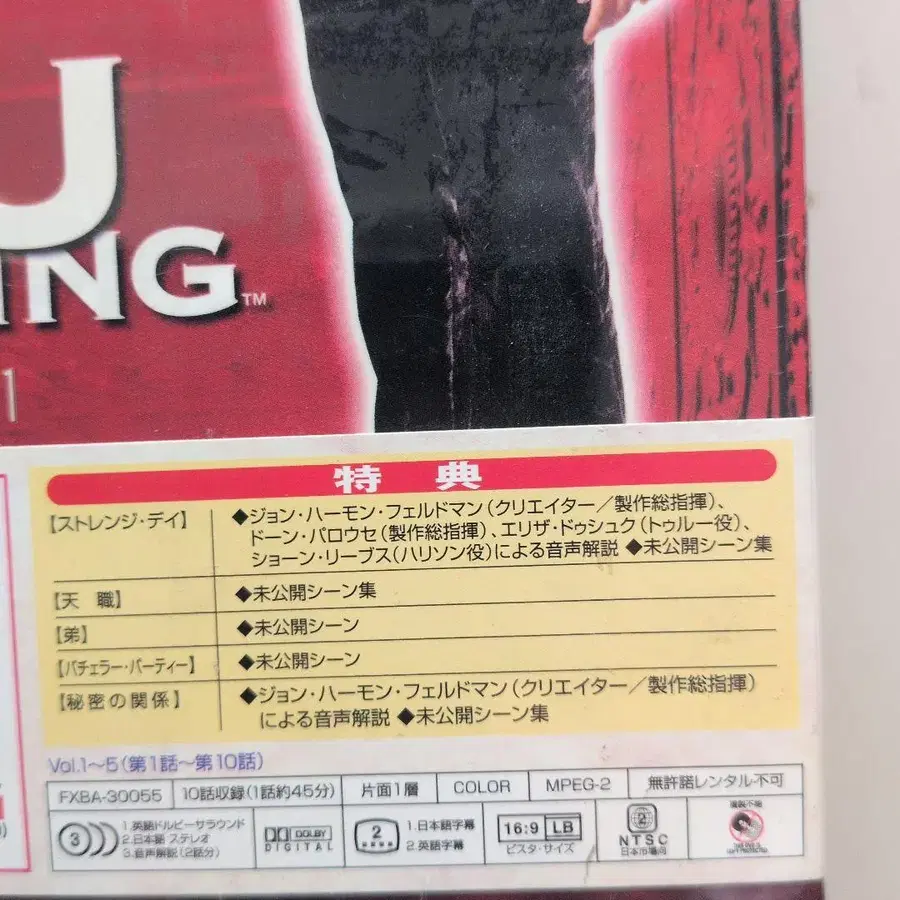 U
ING™
1
特 典
【ストレンジ・デイ】
◆ジョン・ハーモン・フェルドマン(クリエイター/製作総指揮)、
ドーン・パロウセ(製作総指揮)、エリザ・ドゥシュク(トゥルー役)、
ショーン・リーブス(ハリソン役)による音声解説 ◆未公開シーン集
【天 職】
◆未公開シーン集
【弟】
◆未公開シーン
【バチェラー・パーティー】
◆未公開シーン
【秘密の関係】
◆ジョン・ハーモン・フェルドマン(クリエイター/製作総指揮)
による音声解説 ◆未公開シーン集
Vol.1〜5(第1話〜第10話)
FXBA-30055
10話収録(1話約45分)
片面1層
COLOR
MPEG-2
無許諾レンタル不可
3
1.英語ドルビーサラウンド
2.日本語 ステレオ
3.音声解説(2話分)
DOLBY
DIGITAL
2
1.日本語字幕
2.英語字幕
16:9 LB
ビスタ・サイズ
2
NTSC
日本市場向
複製不能